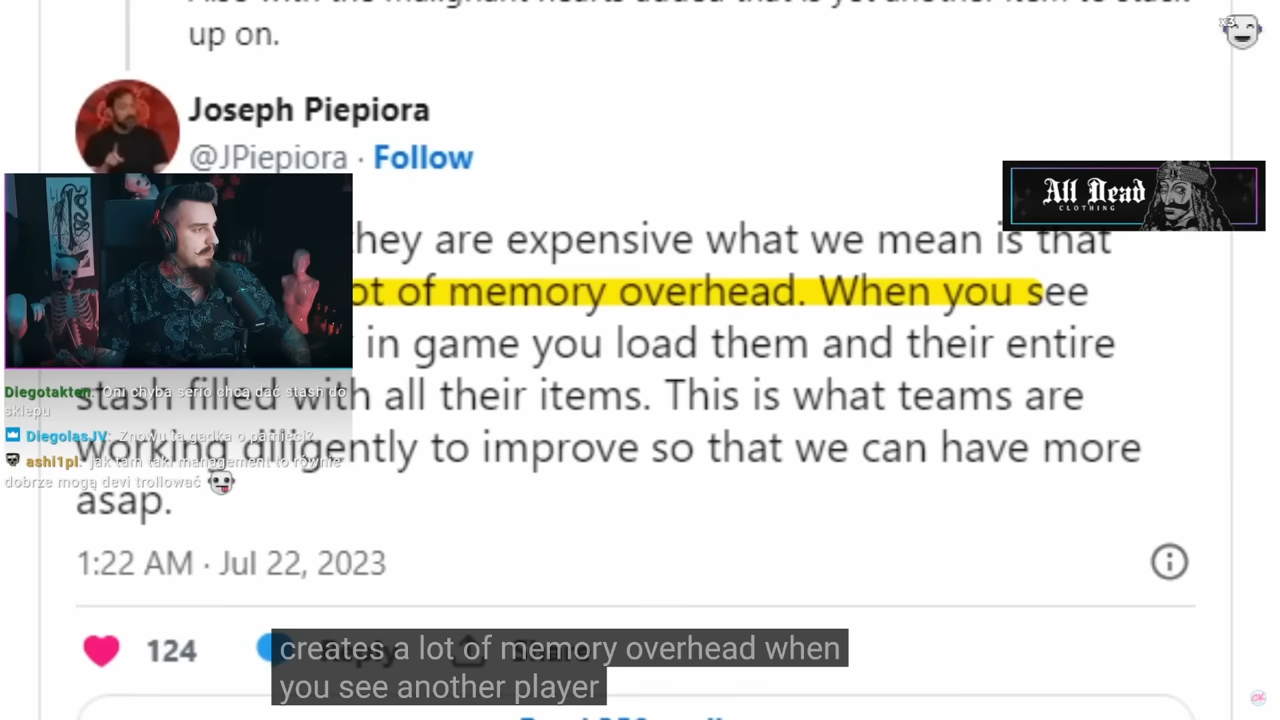 up on.
x3
Joseph Piepiora
@JPiepiora · Follow
All Dead
CLOTHING
they are expensive what we mean is that
ot of memory overhead. When you see
in game you load them and their entire
stash filled with all their items. This is what teams are
working diligently to improve so that we can have more
asap.
Diegotakten: Oni chyba serio chcą dać stash do
sklepu
DiegolasJV: Znowu ta gadka o pamięci?
ashi1pl: jak tam taki management to równie
dobrze mogą devi trollować
1:22 AM · Jul 22, 2023
124
Reply
Share
creates a lot of memory overhead when
you see another player